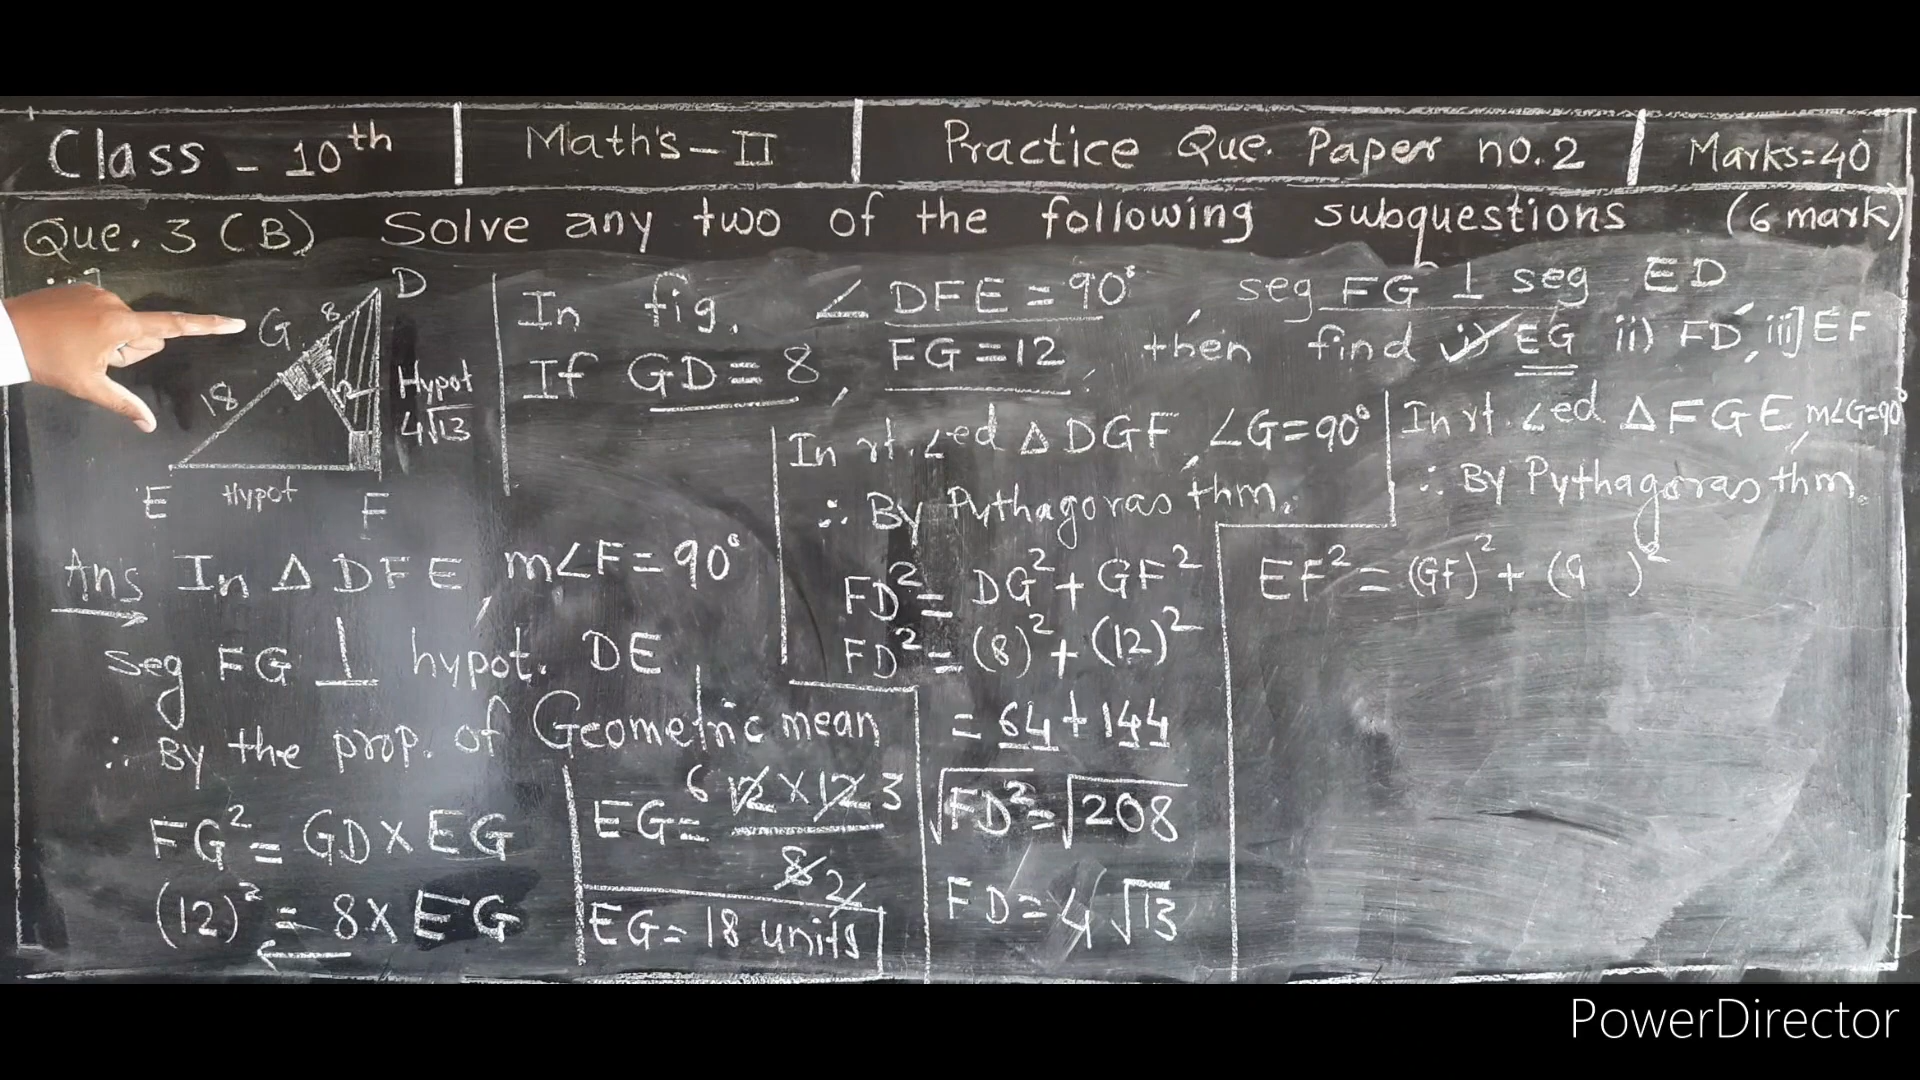 Class - 10th | Math's - II | Practice Que. Paper no. 2 | Marks=40
Que. 3 (B) Solve any two of the following subquestions (6 mark)
D
G
8
18
12
Hypot
4√13
E
Hypot
F
In fig. ∠DFE = 90°, seg FG ⊥ seg ED
If GD = 8, FG = 12, then find i) EG ii) FD, iii] EF
Ans In △DFE, m∠F = 90°
seg FG ⊥ hypot. DE
∴ By the prop. of Geometric mean
FG² = GD × EG
(12)² = 8 × EG
EG = 6 12 × 12 3
8 2
EG = 18 units
In rt. ∠ed △DGF, ∠G = 90°
∴ By Pythagoras thm.
FD² = DG² + GF²
FD² = (8)² + (12)²
= 64 + 144
√FD² = √208
FD = 4√13
In rt. ∠ed △FGE, m∠G=90°
∴ By Pythagoras thm.
EF² = (GF)² + (G )²
PowerDirector